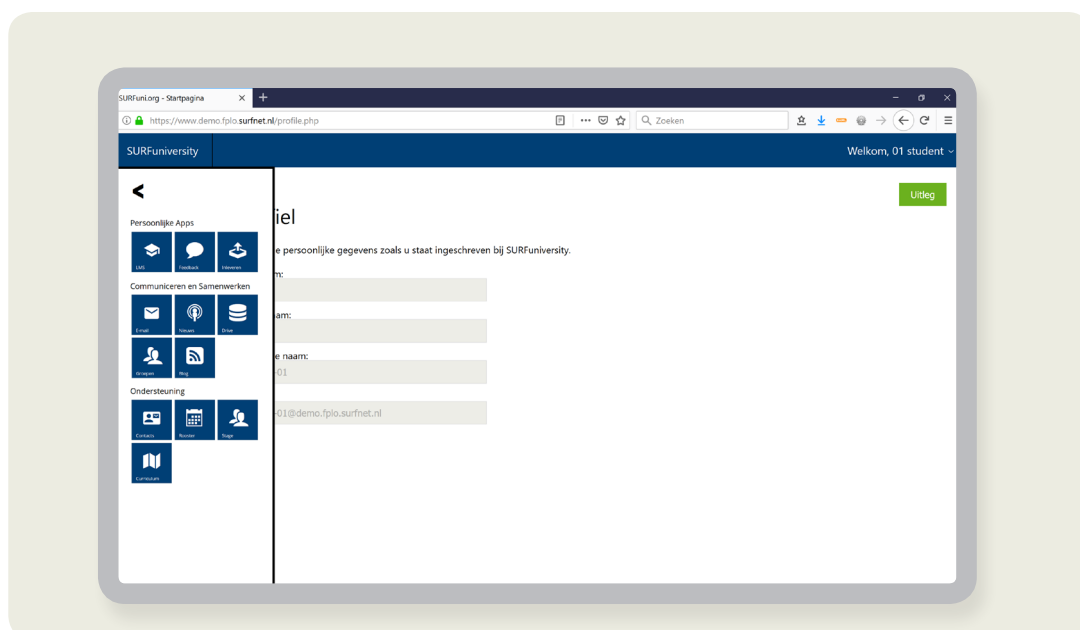 SURFuni.org - Startpagina
https://www.demo.fplo.surfnet.nl/profile.php
Zoeken
SURFuniversity
Welkom, 01 student
Uitleg
iel
e persoonlijke gegevens zoals u staat ingeschreven bij SURFuniversity.
m:
am:
e naam:
-01
-01@demo.fplo.surfnet.nl
Persoonlijke Apps
LMS
Feedback
Inleveren
Communiceren en Samenwerken
E-mail
Nieuws
Drive
Groepen
Blog
Ondersteuning
Contacts
Rooster
Stage
Curriculum